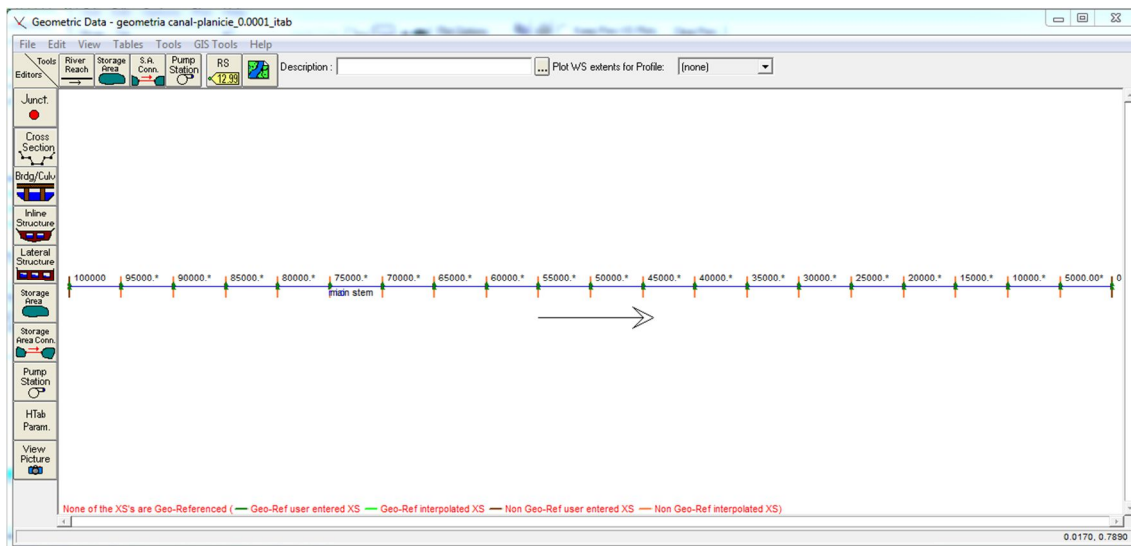 Geometric Data - geometria canal-planicie_0.0001_itab
File Edit View Tables Tools GIS Tools Help
Tools
Editors
River
Reach
Storage
Area
S.A.
Conn.
Pump
Station
RS
12.99
Description :
...
Plot WS extents for Profile:
(none)
Junct.
Cross
Section
Brdg/Culv
Inline
Structure
Lateral
Structure
Storage
Area
Storage
Area Conn.
Pump
Station
HTab
Param.
View
Picture
100000 95000.* 90000.* 85000.* 80000.* 75000.* 70000.* 65000.* 60000.* 55000.* 50000.* 45000.* 40000.* 35000.* 30000.* 25000.* 20000.* 15000.* 10000.* 5000.00* 0
main stem
None of the XS's are Geo-Referenced ( Geo-Ref user entered XS Geo-Ref interpolated XS Non Geo-Ref user entered XS Non Geo-Ref interpolated XS)
0.0170, 0.7890